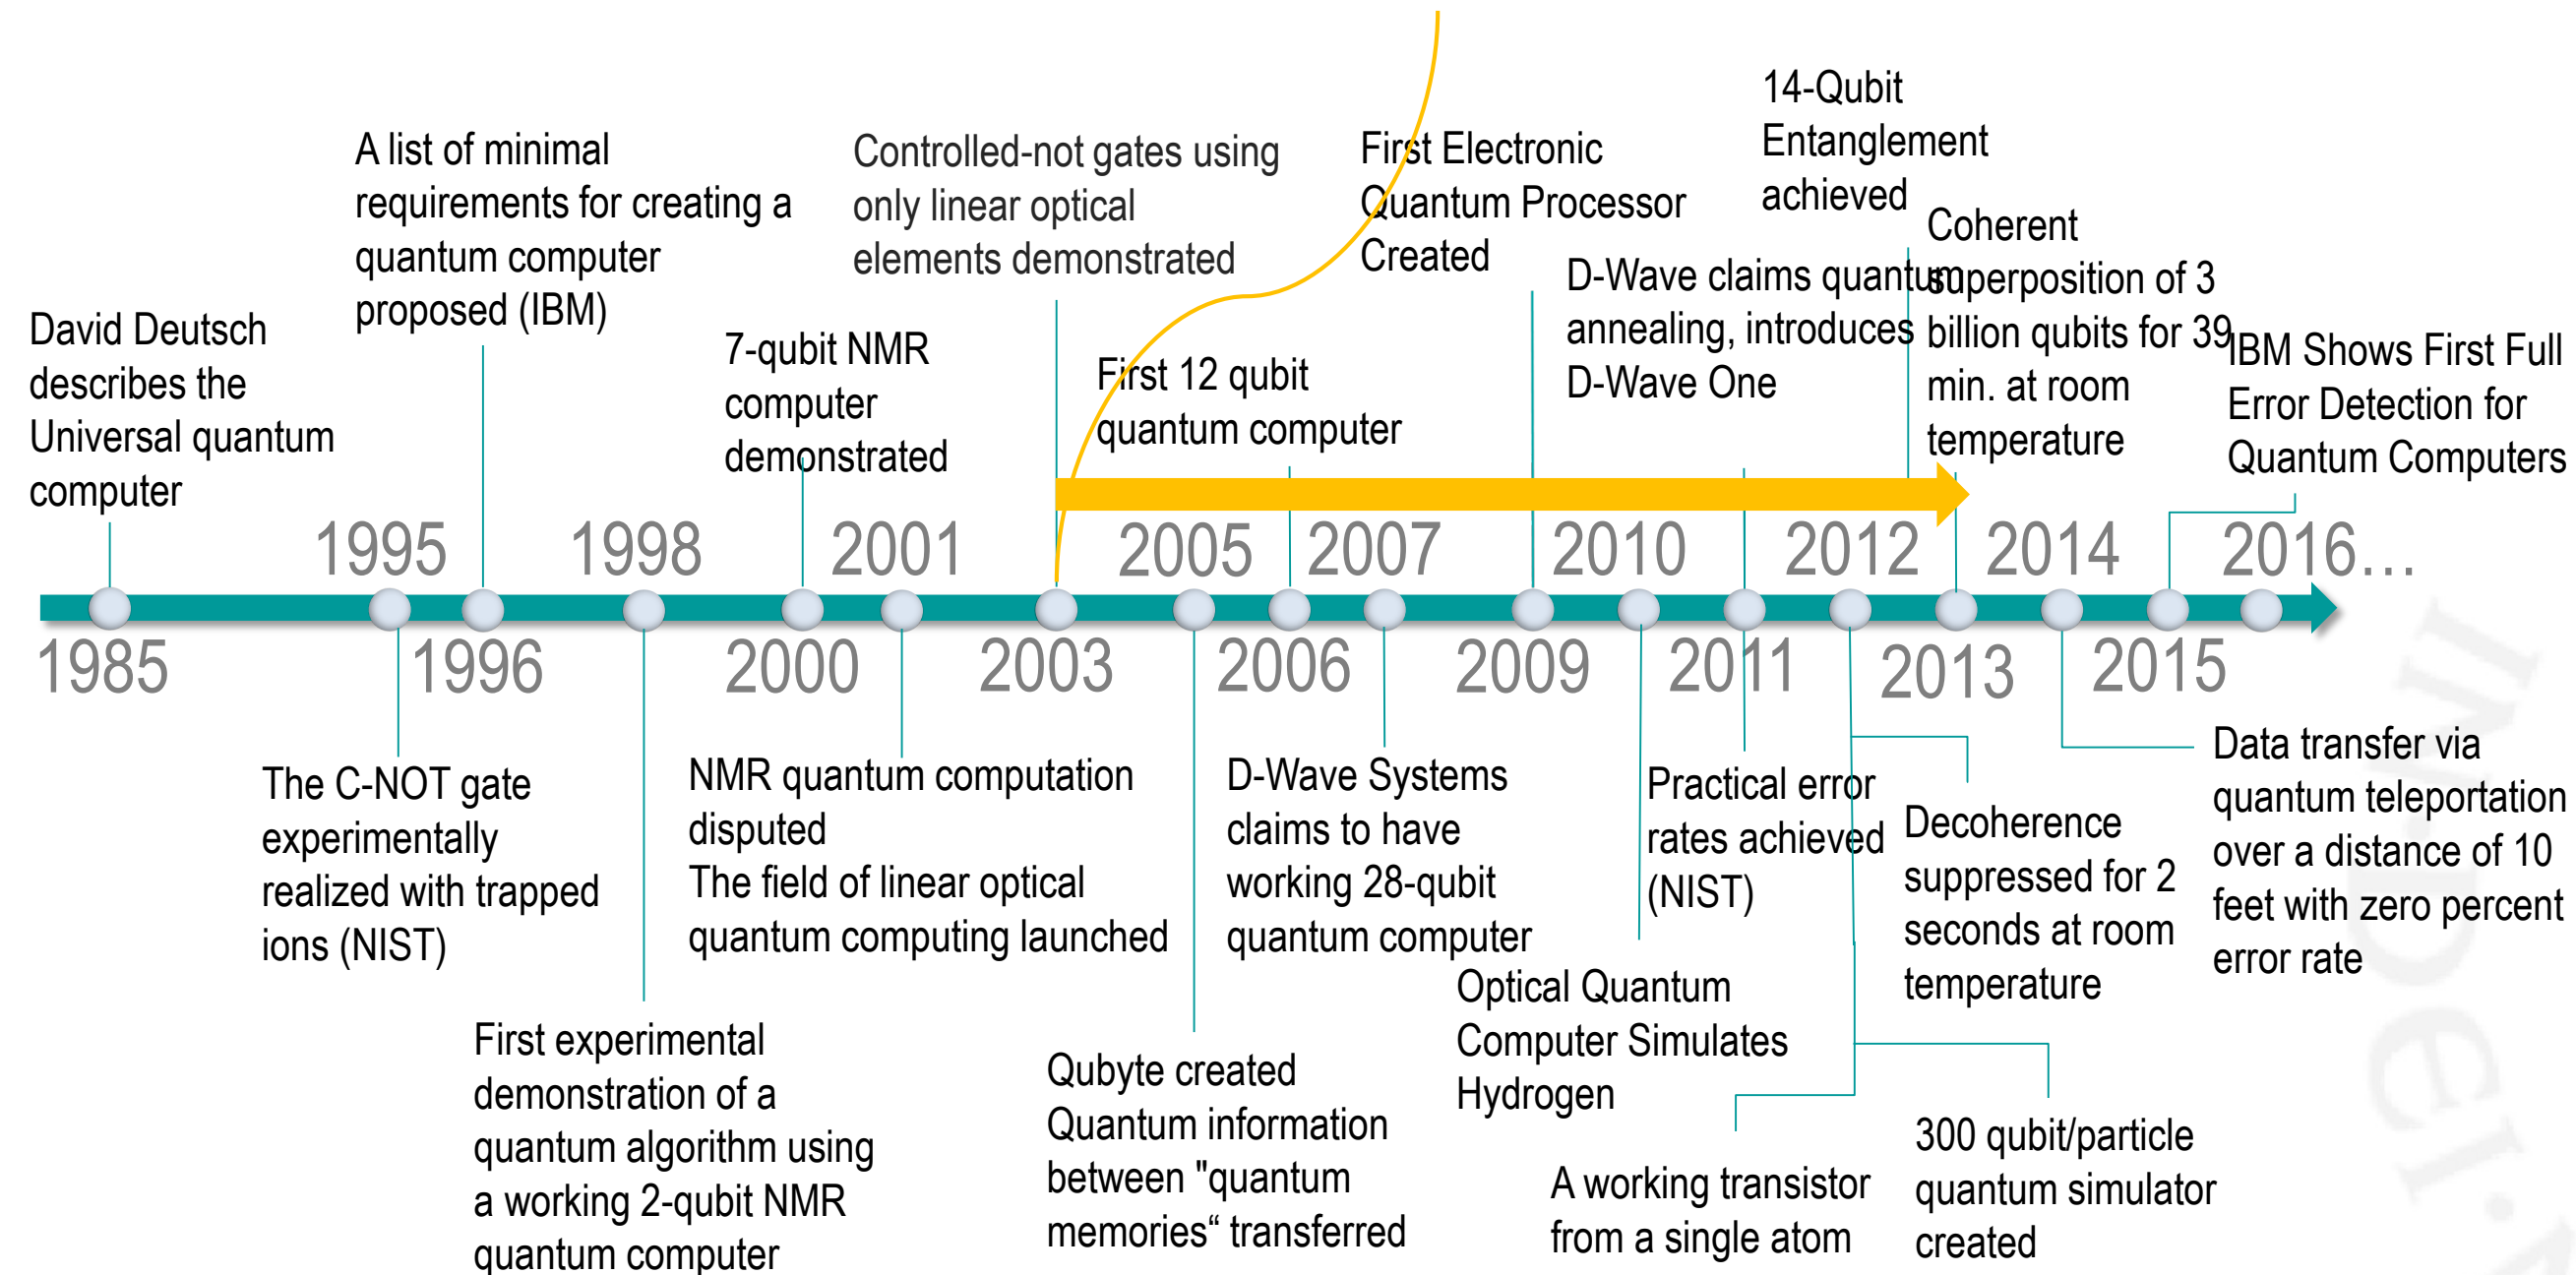 14-Qubit
Entanglement
achieved
A list of minimal
requirements for creating a
quantum computer
proposed (IBM)
Controlled-not gates using
only linear optical
elements demonstrated
First Electronic
Quantum Processor
Created
Coherent
superposition of 3
billion qubits for 39
min. at room
temperature
D-Wave claims quantum
annealing, introduces
D-Wave One
David Deutsch
describes the
Universal quantum
computer
7-qubit NMR
computer
demonstrated
First 12 qubit
quantum computer
IBM Shows First Full
Error Detection for
Quantum Computers
1995
1998
2001
2005
2007
2010
2012
2014
2016…
1985
1996
2000
2003
2006
2009
2011
2013
2015
The C-NOT gate
experimentally
realized with trapped
ions (NIST)
NMR quantum computation
disputed
The field of linear optical
quantum computing launched
D-Wave Systems
claims to have
working 28-qubit
quantum computer
Practical error
rates achieved
(NIST)
Decoherence
suppressed for 2
seconds at room
temperature
Data transfer via
quantum teleportation
over a distance of 10
feet with zero percent
error rate
First experimental
demonstration of a
quantum algorithm using
a working 2-qubit NMR
quantum computer
Qubyte created
Quantum information
between "quantum
memories“ transferred
Optical Quantum
Computer Simulates
Hydrogen
A working transistor
from a single atom
300 qubit/particle
quantum simulator
created